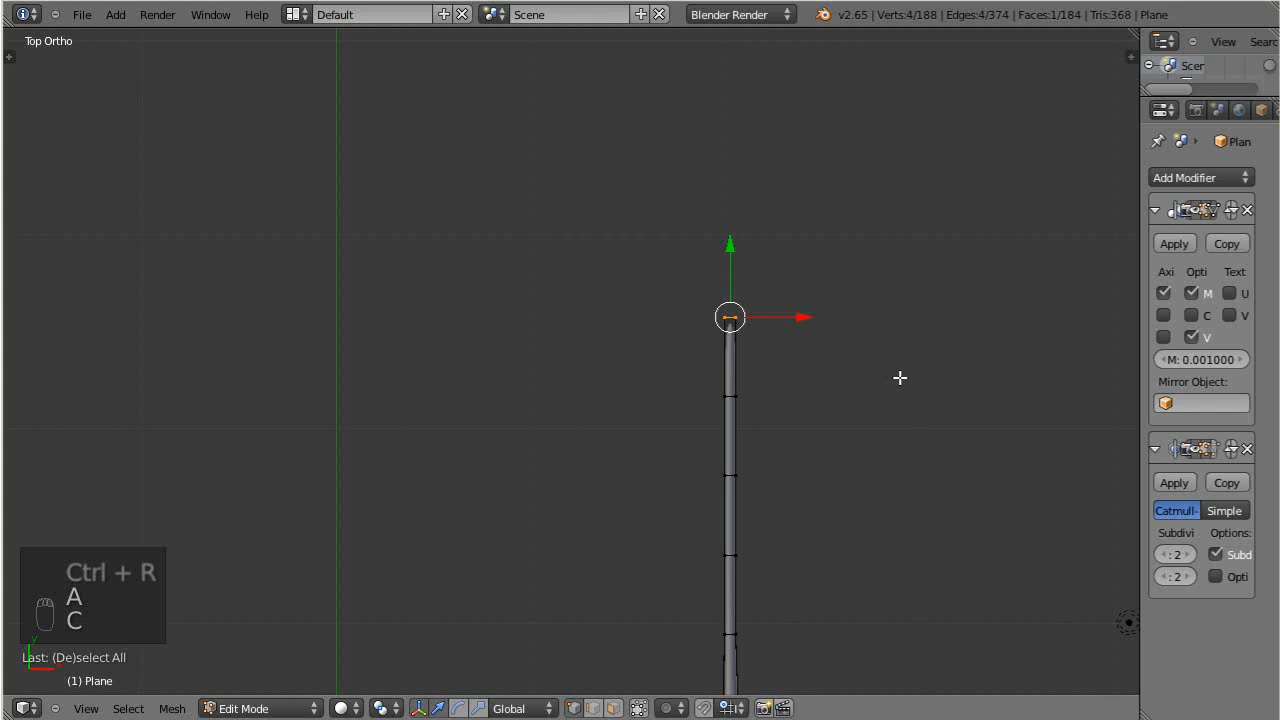 File Add Render Window Help Default Scene Blender Render v2.65 | Verts:4/188 | Edges:4/374 | Faces:1/184 | Tris:368 | Plane
Top Ortho
View Searc
Scer
Plan
Add Modifier
Apply Copy
Axi Opti Text
M U
C V
V
M: 0.001000
Mirror Object:
Apply Copy
Catmull- Simple
Subdivi Options:
: 2 Subd
: 2 Opti
Ctrl + R
A
C
y
Last: (De)select All
(1) Plane
View Select Mesh Edit Mode Global